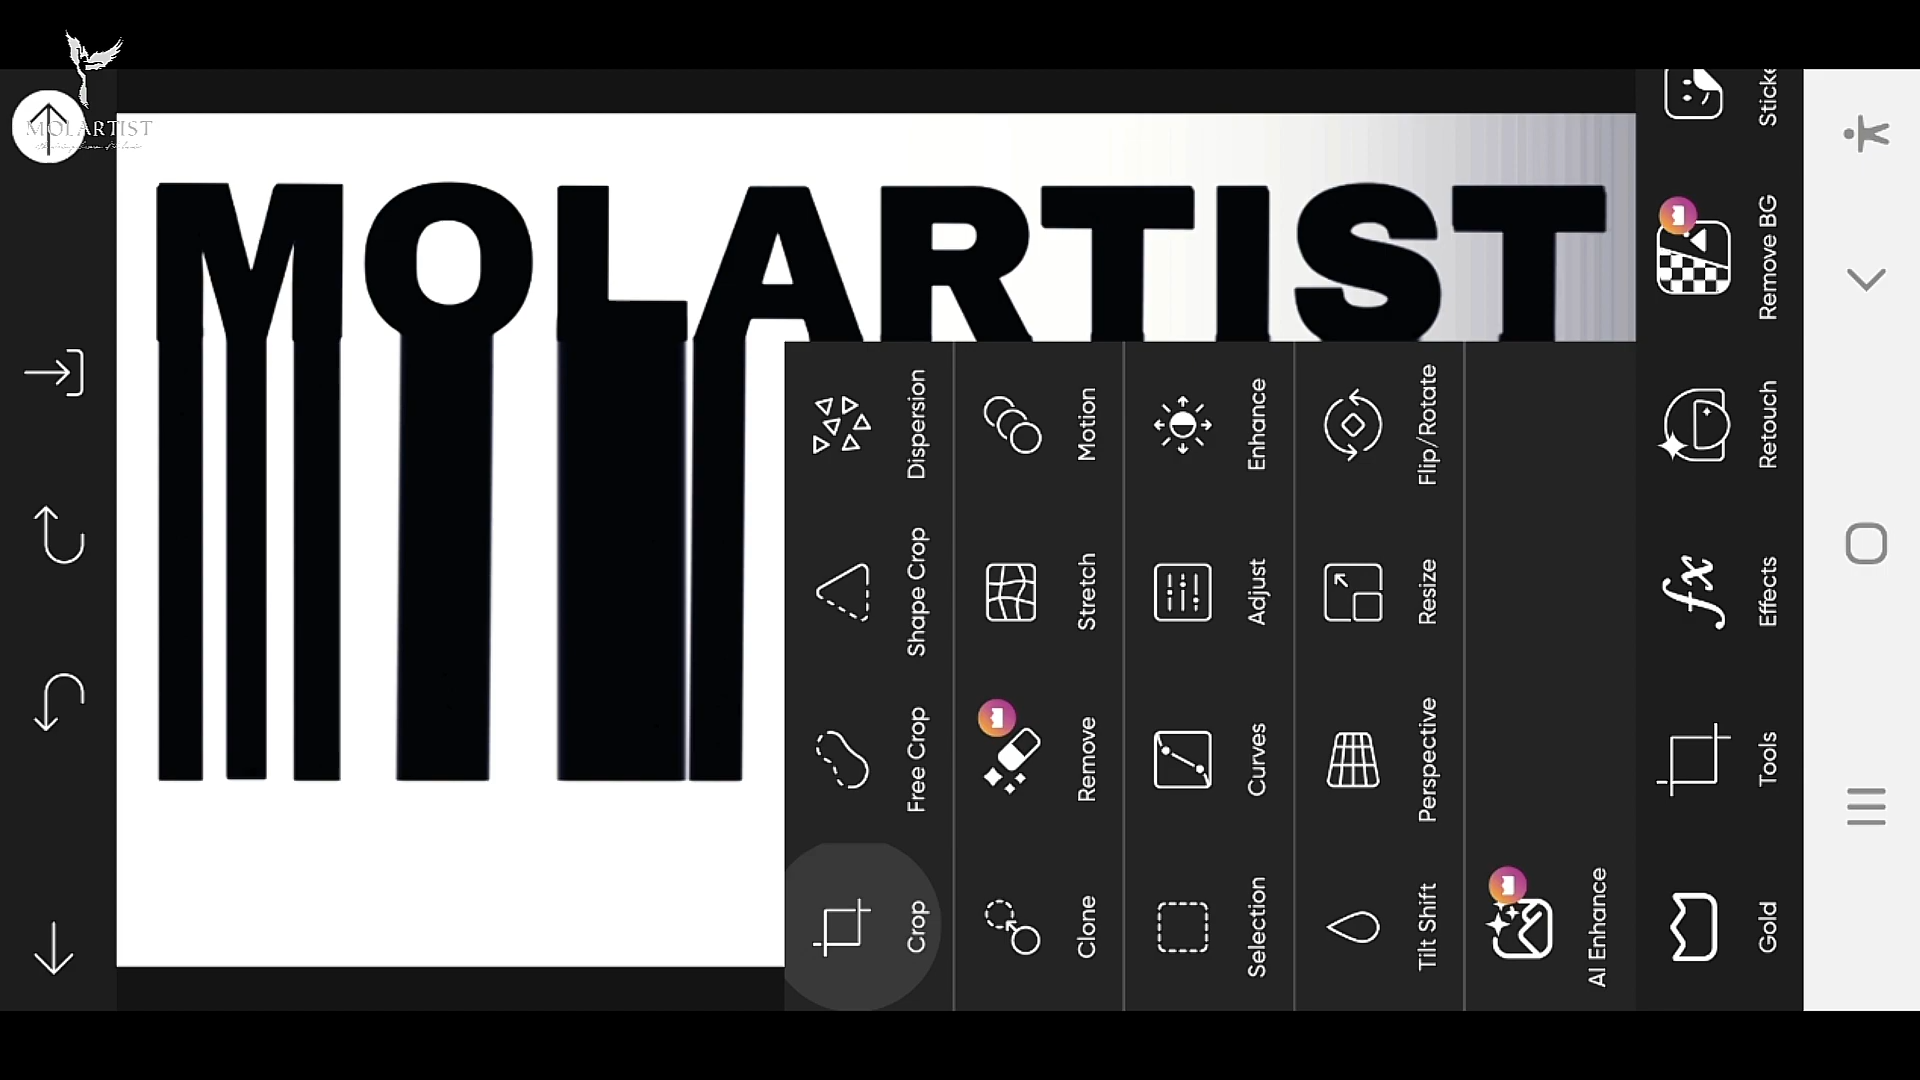 MOLARTIST
MOLARTIST
Dispersion
Motion
Enhance
Flip/Rotate
Shape Crop
Stretch
Adjust
Resize
Free Crop
Remove
Curves
Perspective
Crop
Clone
Selection
Tilt Shift
AI Enhance
Sticke
Remove BG
Retouch
fx
Effects
Tools
Gold